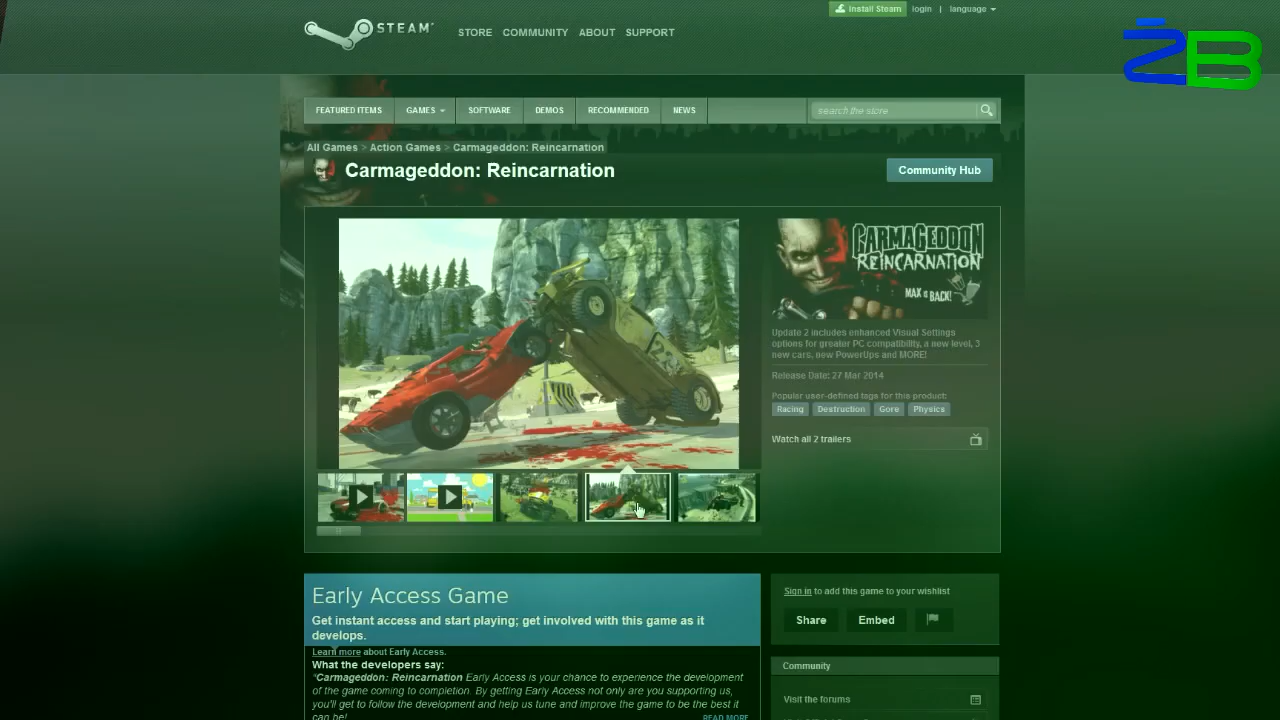 Install Steam login | language
STEAM
STORE COMMUNITY ABOUT SUPPORT
ZB
FEATURED ITEMS GAMES SOFTWARE DEMOS RECOMMENDED NEWS search the store
All Games > Action Games > Carmageddon: Reincarnation
Carmageddon: Reincarnation
Community Hub
CARMAGEDDON
REINCARNATION
MAX is BACK!
Update 2 includes enhanced Visual Settings
options for greater PC compatibility, a new level, 3
new cars, new PowerUps and MORE!
Release Date: 27 Mar 2014
Popular user-defined tags for this product:
Racing Destruction Gore Physics
Watch all 2 trailers
Early Access Game
Get instant access and start playing; get involved with this game as it
develops.
Learn more about Early Access.
What the developers say:
"Carmageddon: Reincarnation Early Access is your chance to experience the development
of the game coming to completion. By getting Early Access not only are you supporting us,
you'll get to follow the development and help us tune and improve the game to be the best it
can be!
READ MORE
Sign in to add this game to your wishlist
Share Embed
Community
Visit the forums